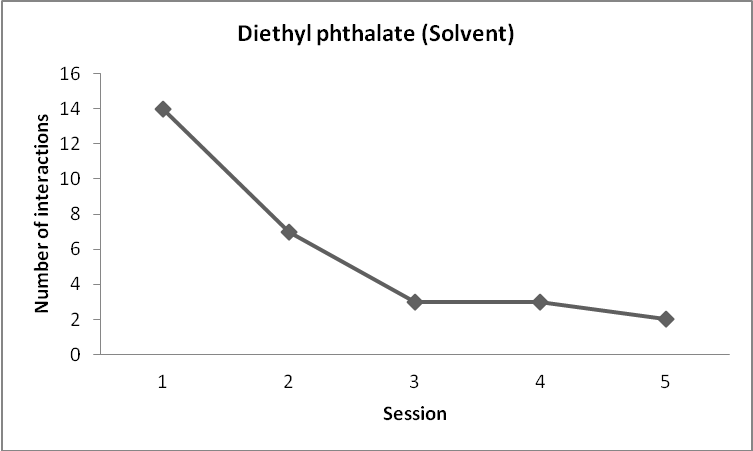 Diethyl phthalate (Solvent)
Number of interactions
16
14
12
10
8
6
4
2
0
1 2 3 4 5
Session